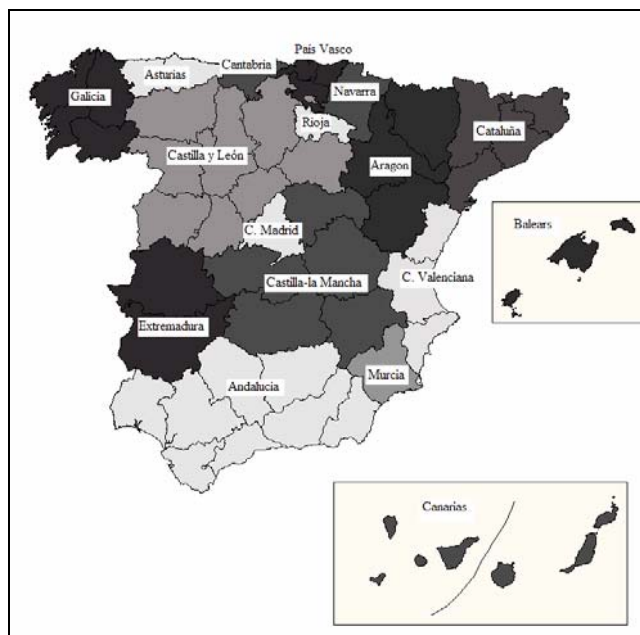 País Vasco
Cantabria
Asturias
Navarra
Galicia
Rioja
Cataluña
Castilla y León
Aragon
Balears
C. Madrid
C. Valenciana
Castilla-la Mancha
Extremadura
Murcia
Andalucía
Canarias